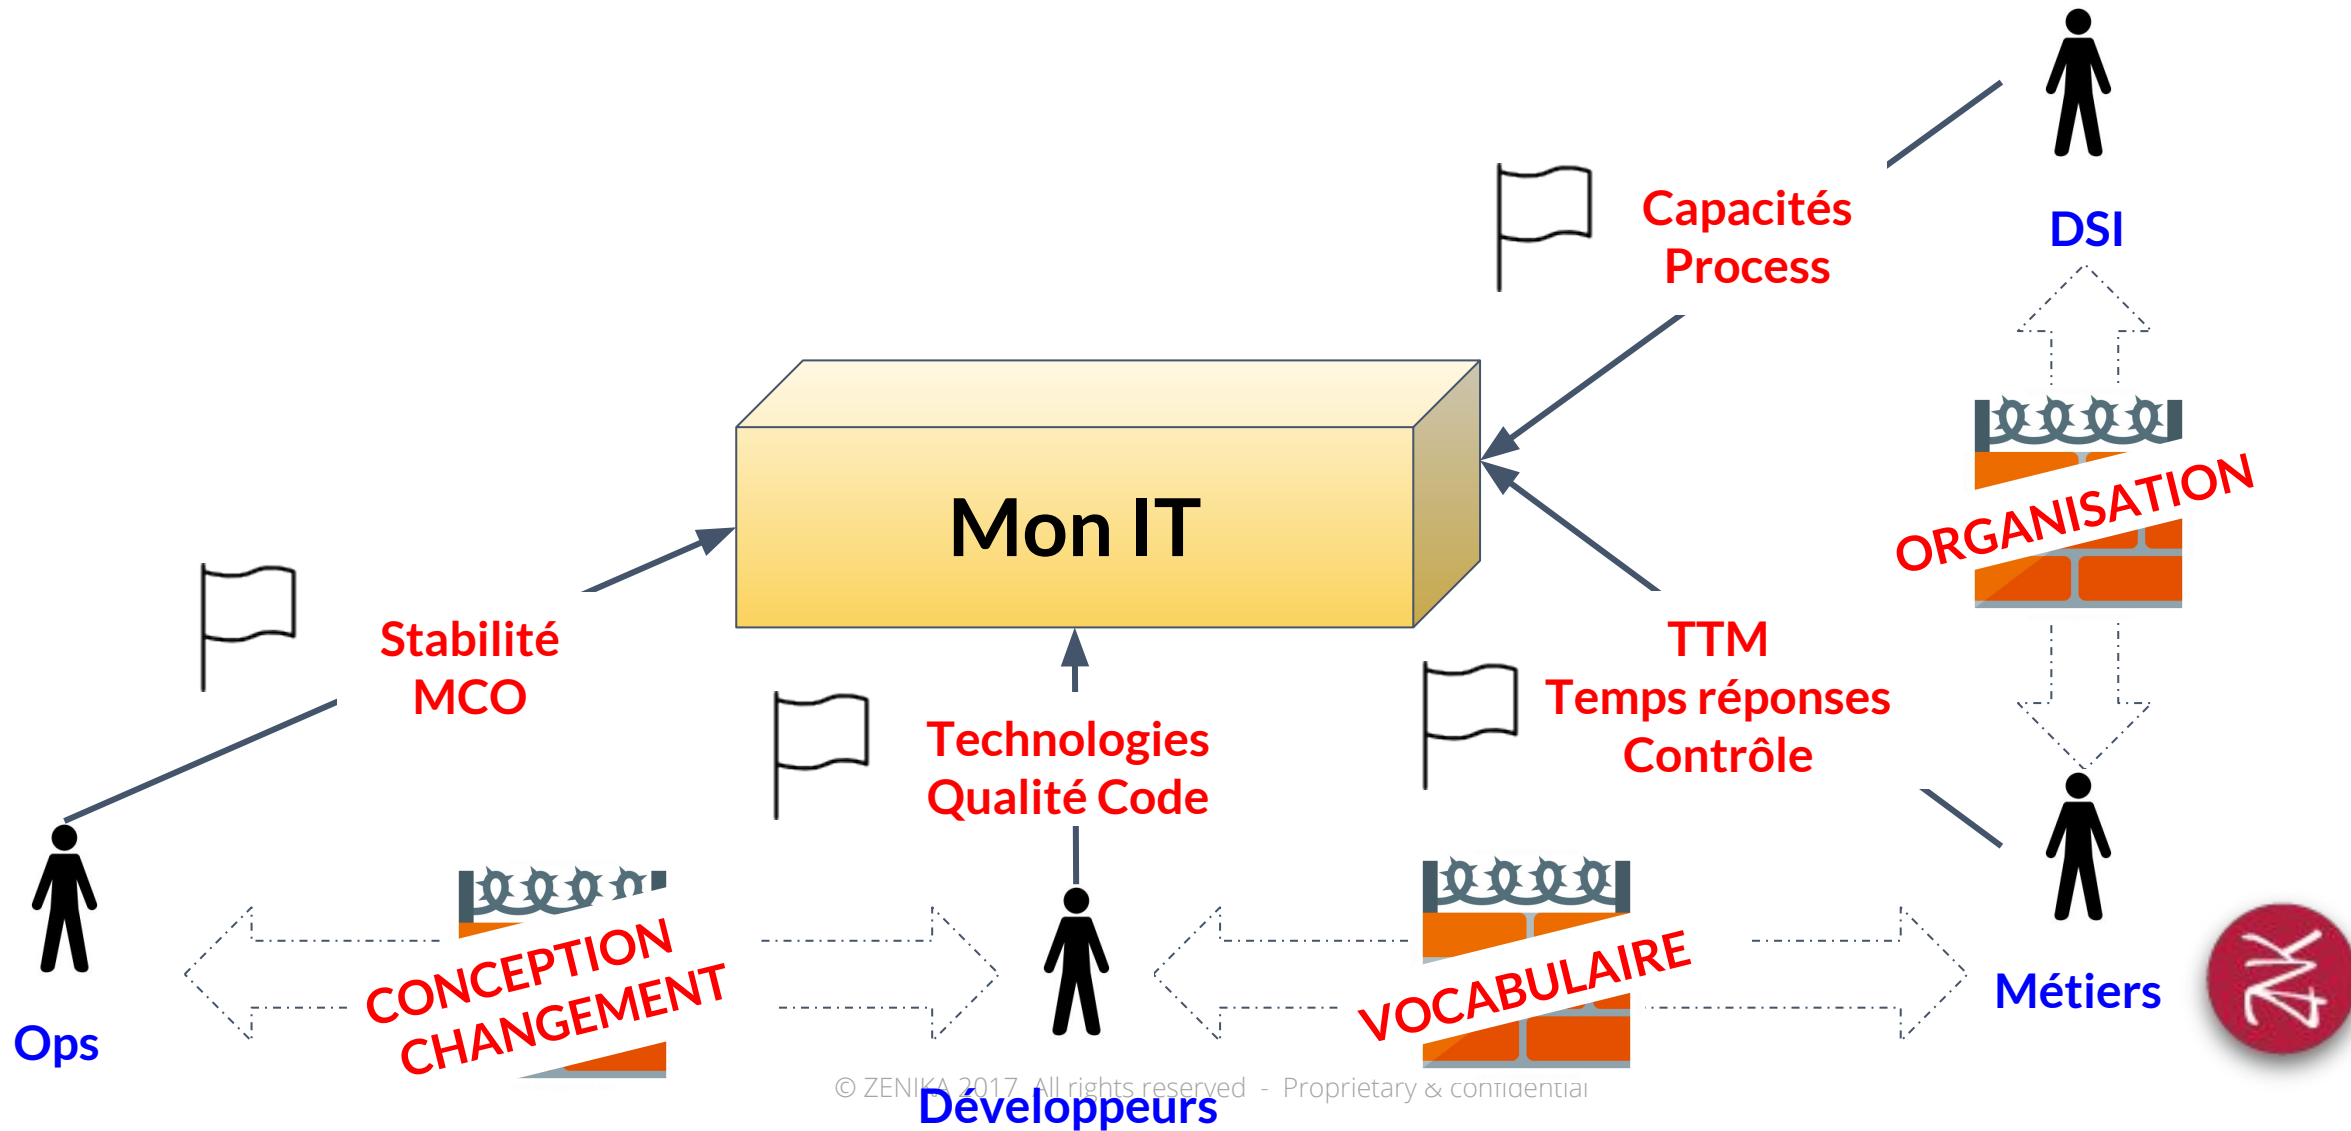 DSI
Capacités
Process
Mon IT
ORGANISATION
Stabilité
MCO
Technologies
Qualité Code
TTM
Temps réponses
Contrôle
CONCEPTION
CHANGEMENT
VOCABULAIRE
Métiers
Ops
© ZENIKA 2017 All rights reserved - Proprietary & confidential
Développeurs